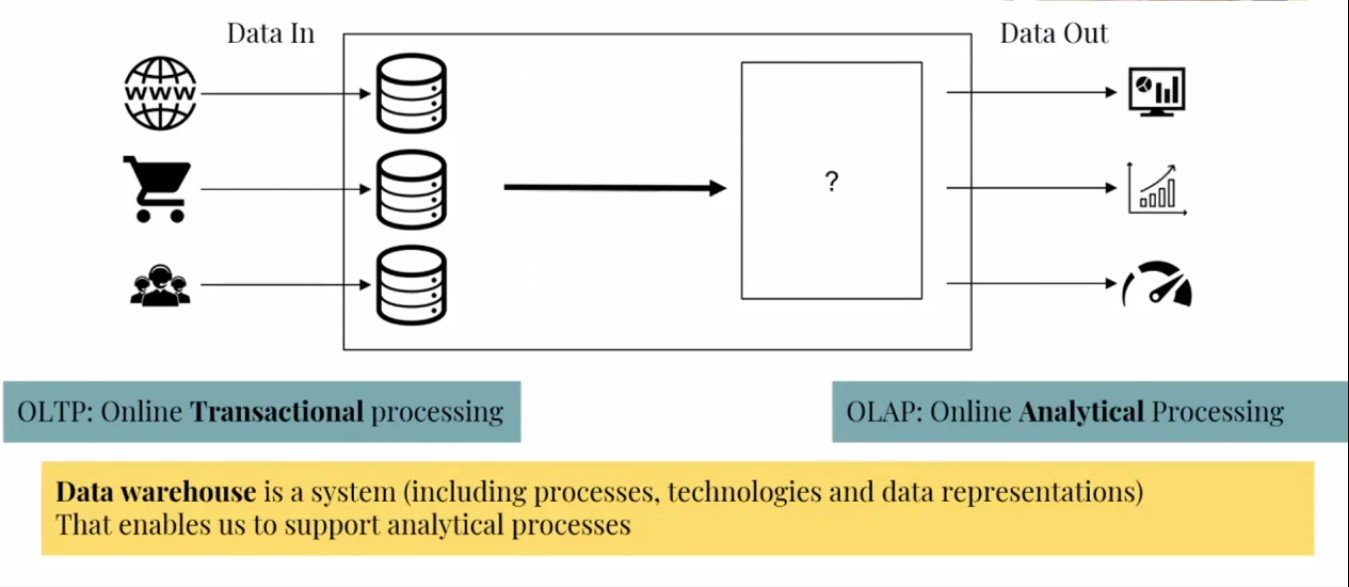 Data In
Data Out
WWW
?
OLTP: Online Transactional processing
OLAP: Online Analytical Processing
Data warehouse is a system (including processes, technologies and data representations)
That enables us to support analytical processes